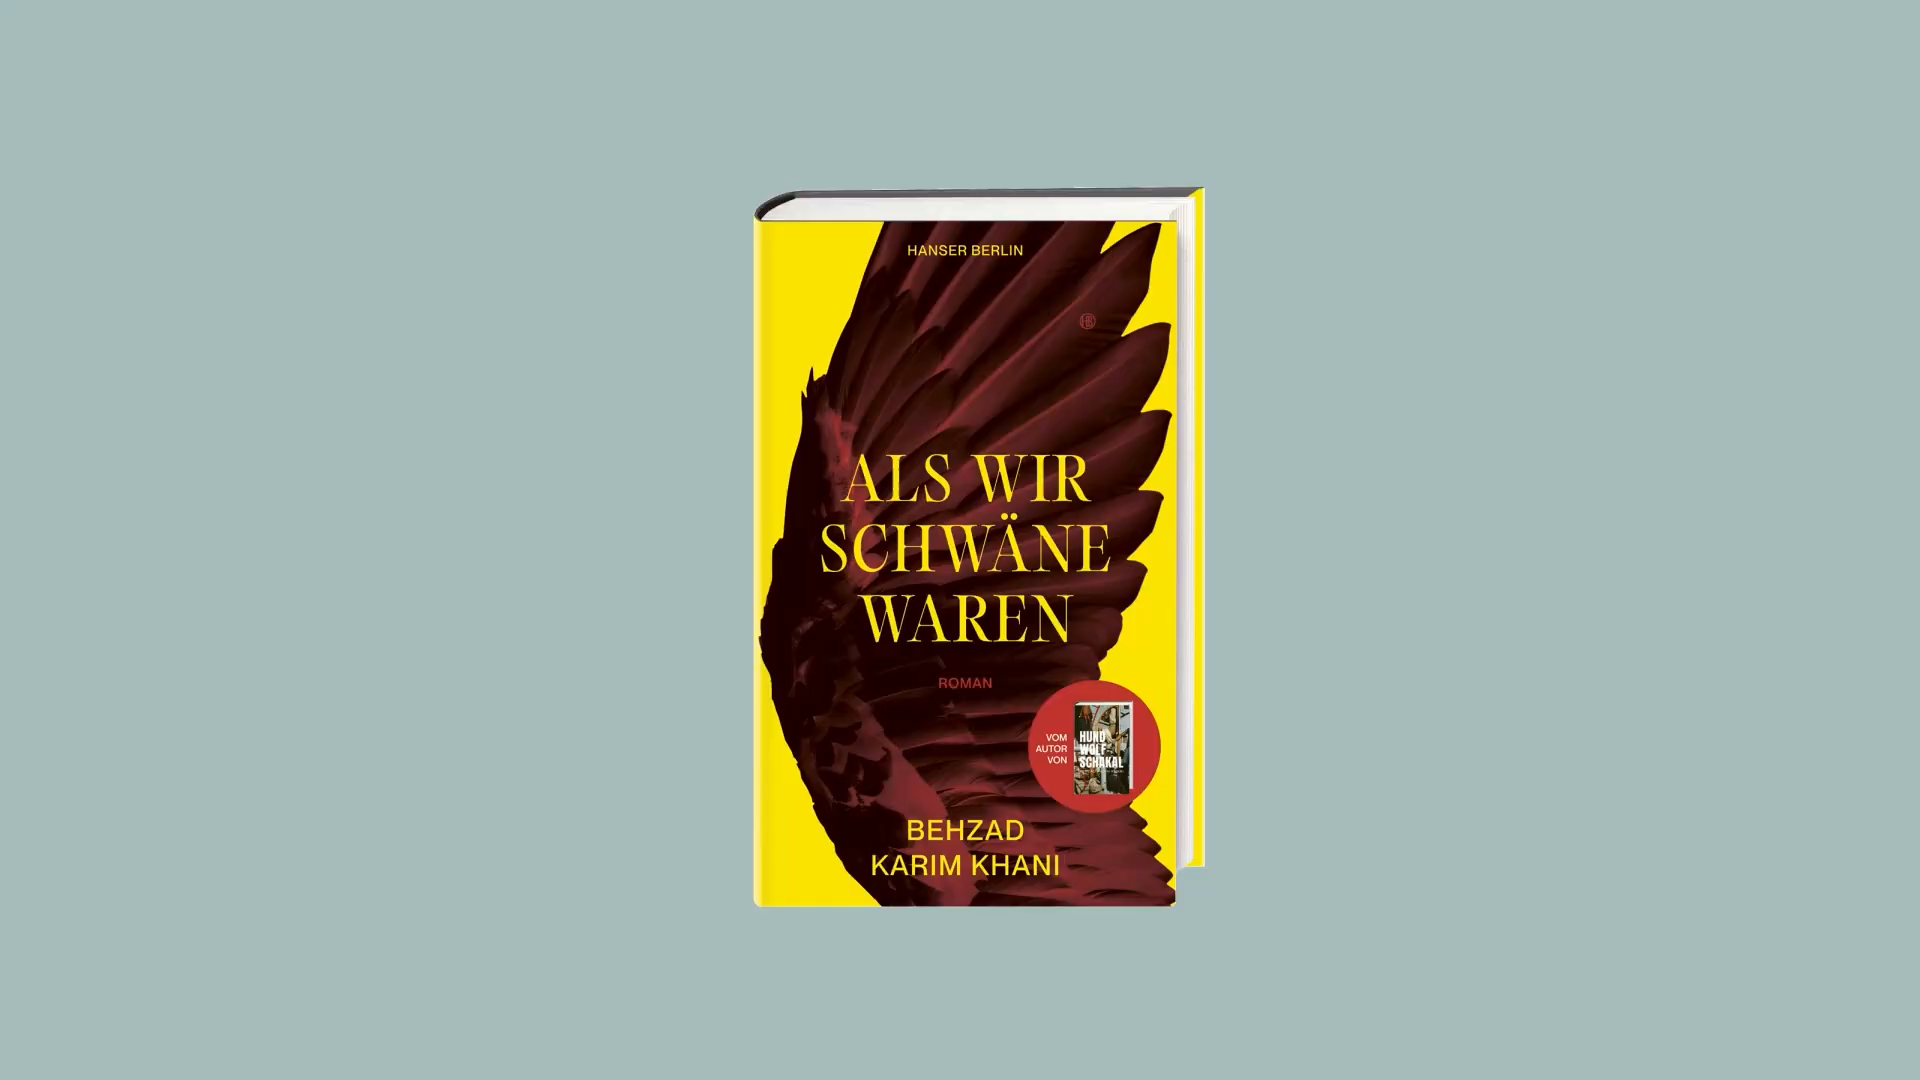 HANSER BERLIN
ALS WIR
SCHWÄNE
WAREN
ROMAN
VOM
AUTOR
VON
HUND
WOLF
SCHAKAL
BEHZAD
KARIM KHANI